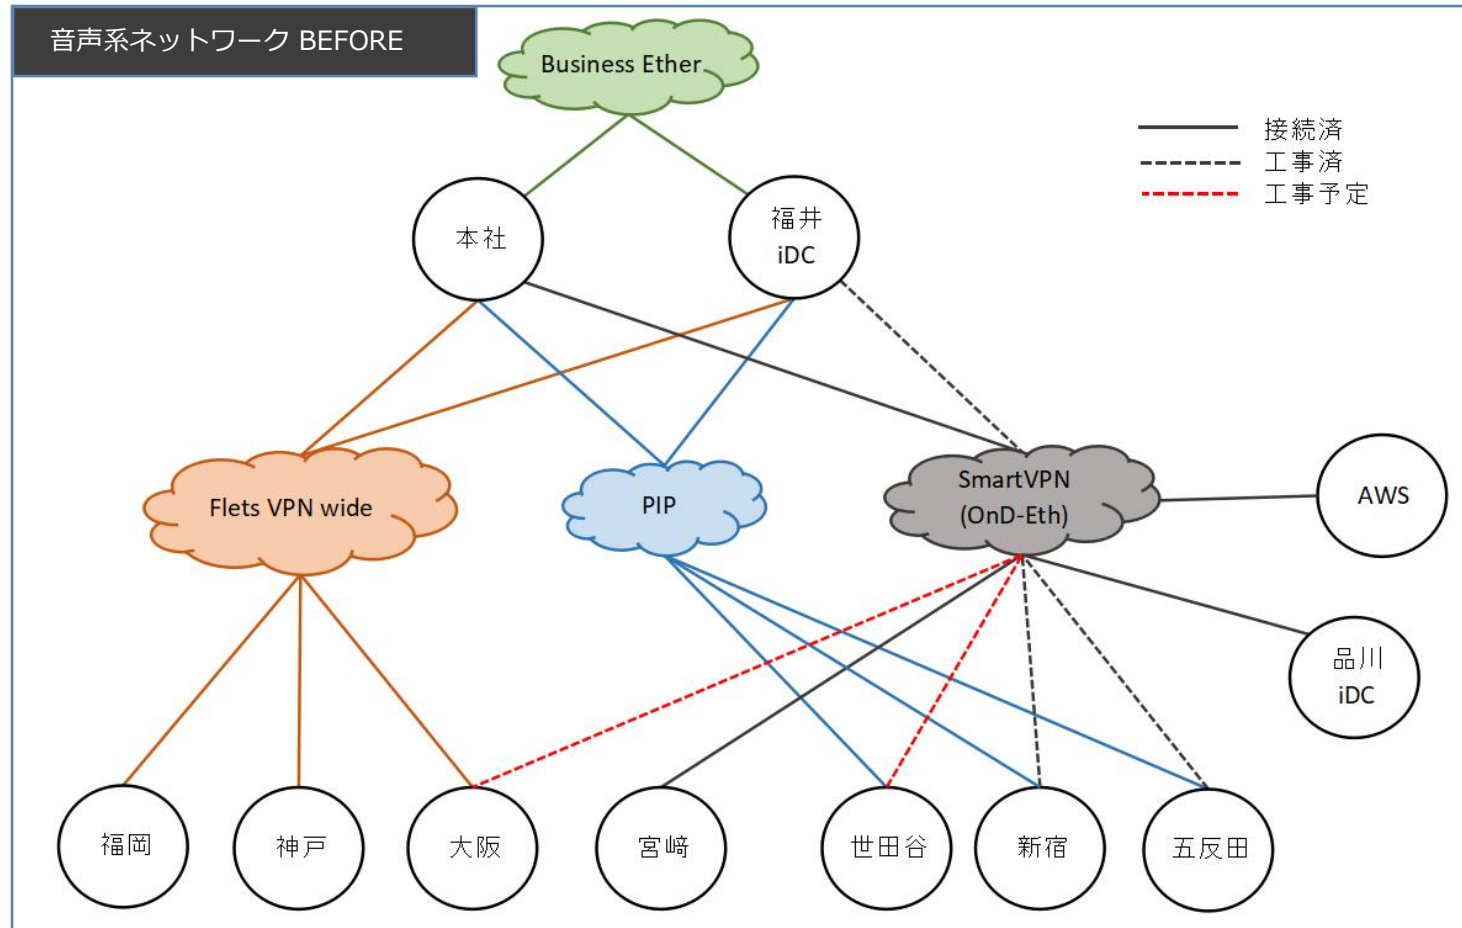 音声系ネットワーク BEFORE
Business Ether
接続済
工事済
工事予定
本社
福井
iDC
Flets VPN wide
PIP
SmartVPN
(OnD-Eth)
AWS
品川
iDC
福岡
神戸
大阪
宮﨑
世田谷
新宿
五反田